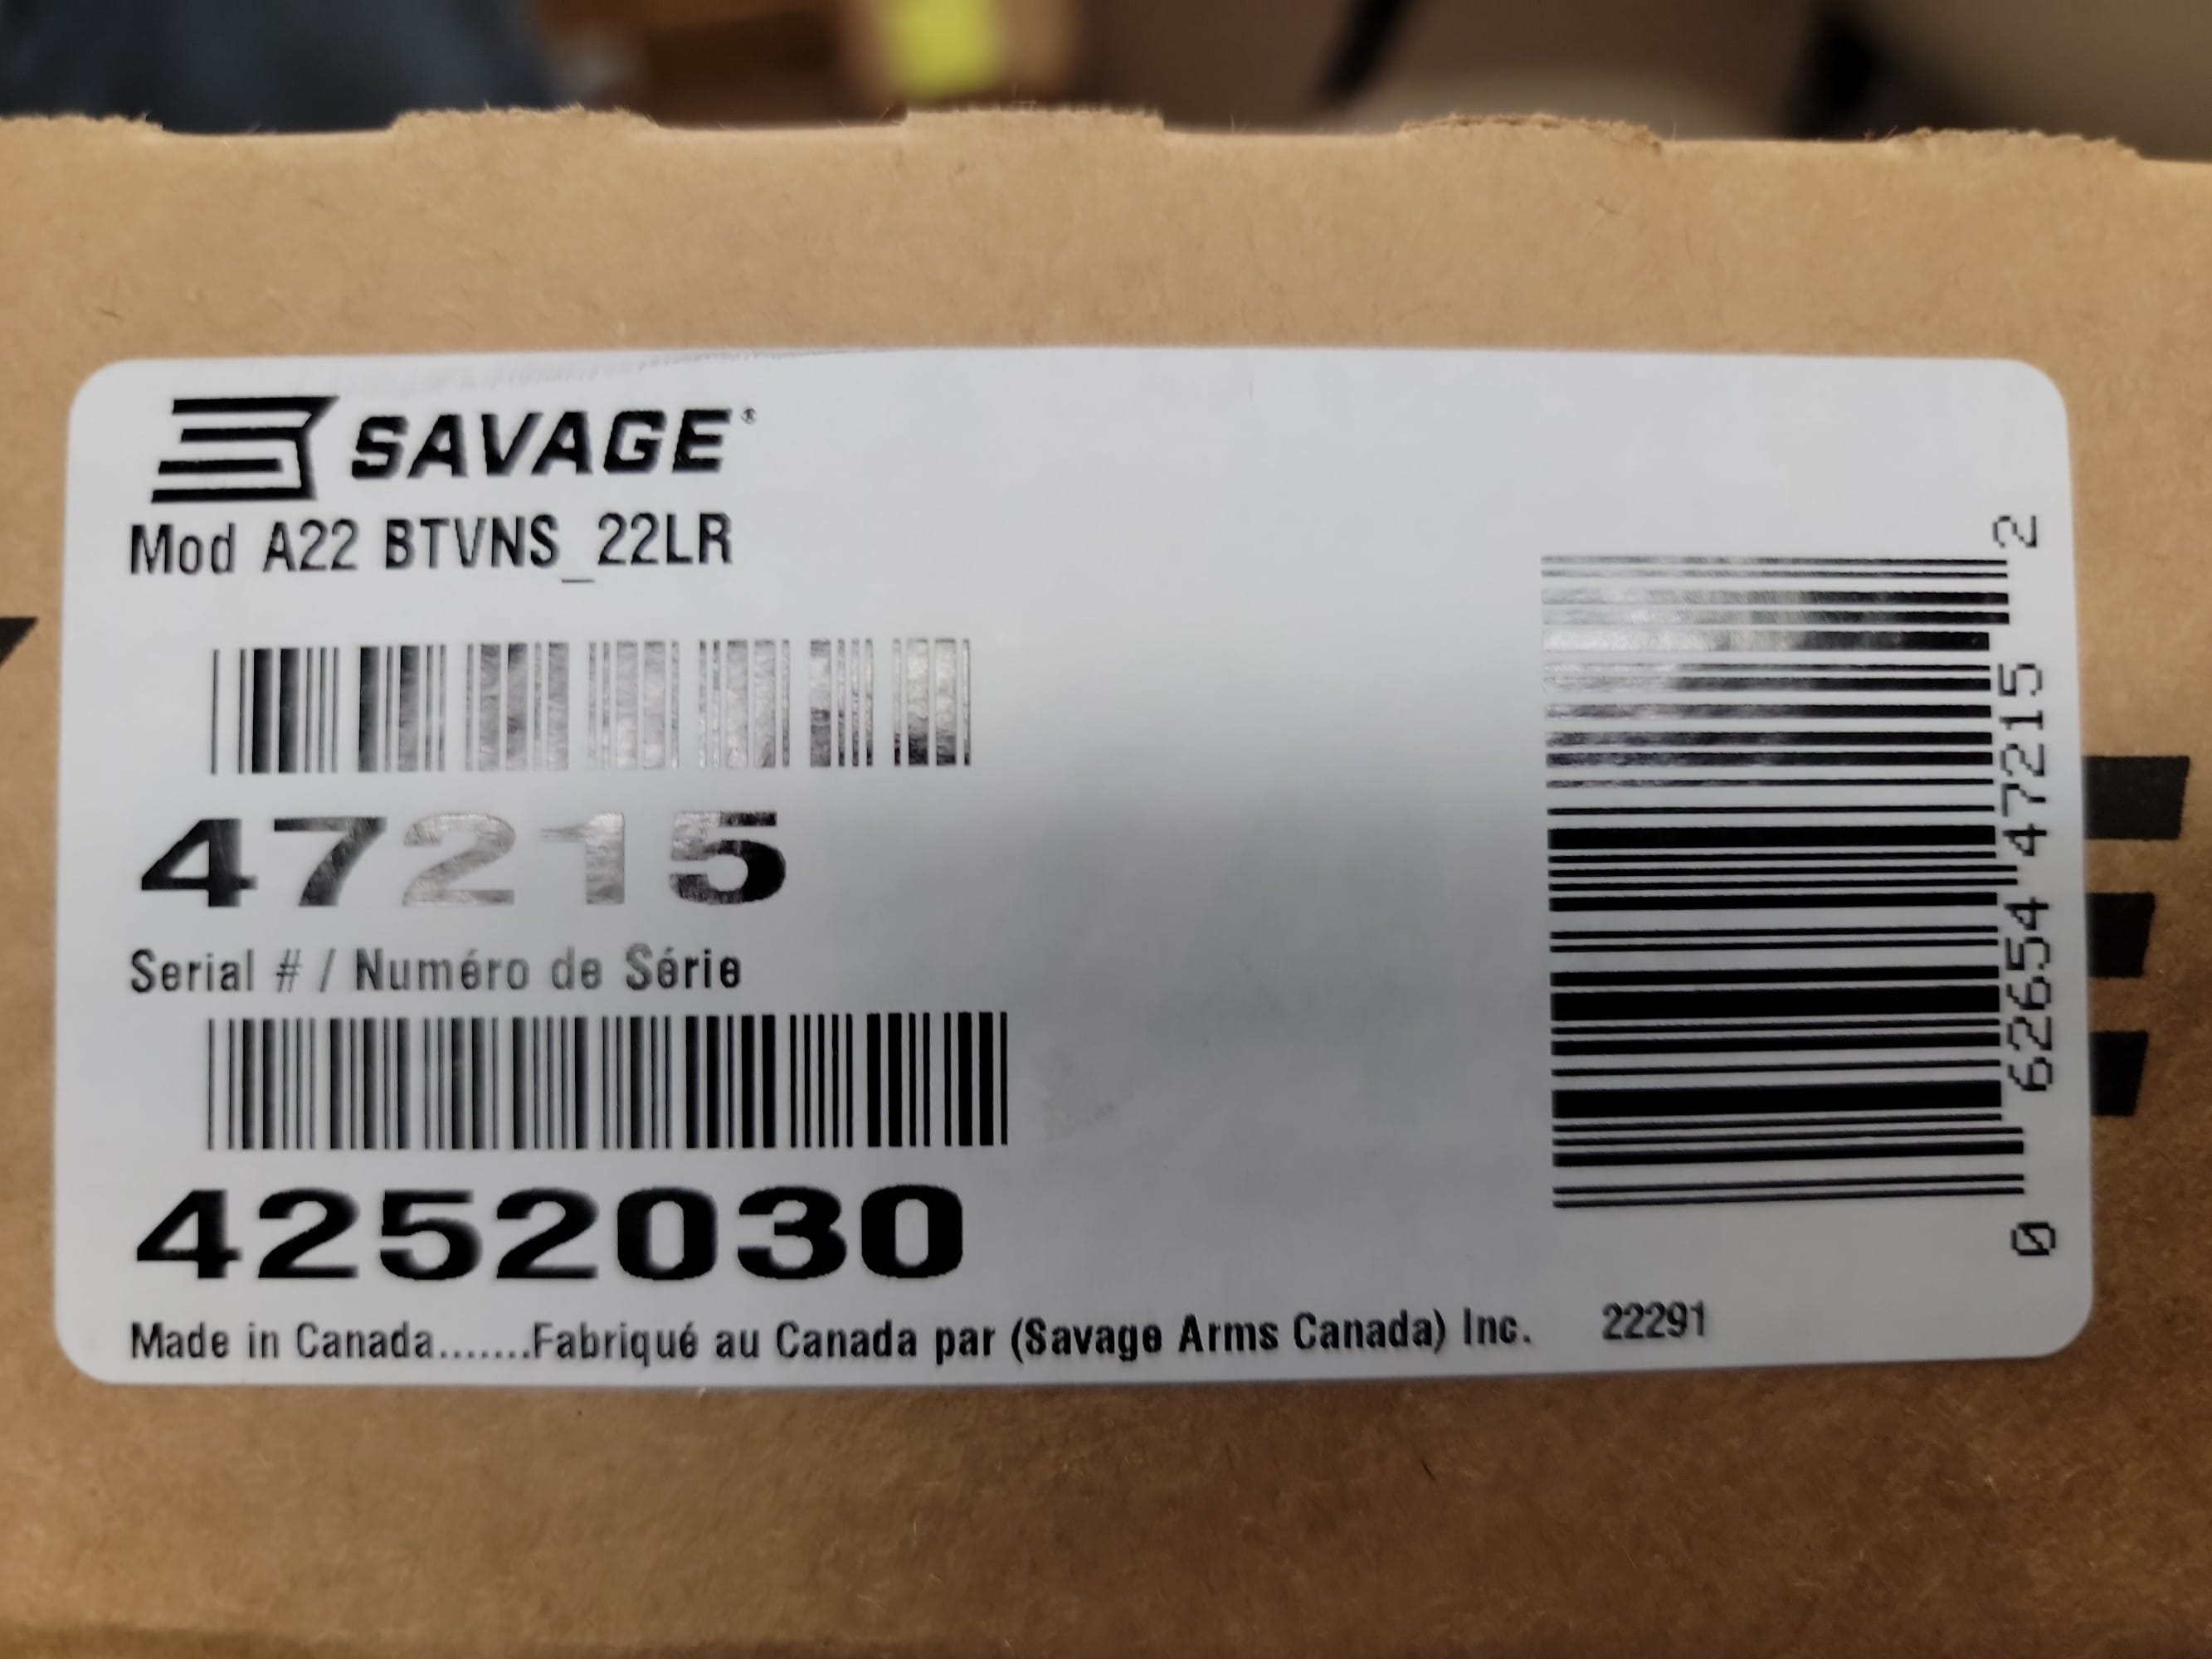 SAVAGE®
Mod A22 BTVNS_22LR
47215
Serial # / Numéro de Série
4252030
Made in Canada.......Fabriqué au Canada par (Savage Arms Canada) Inc. 22291
0 62654 47215 2